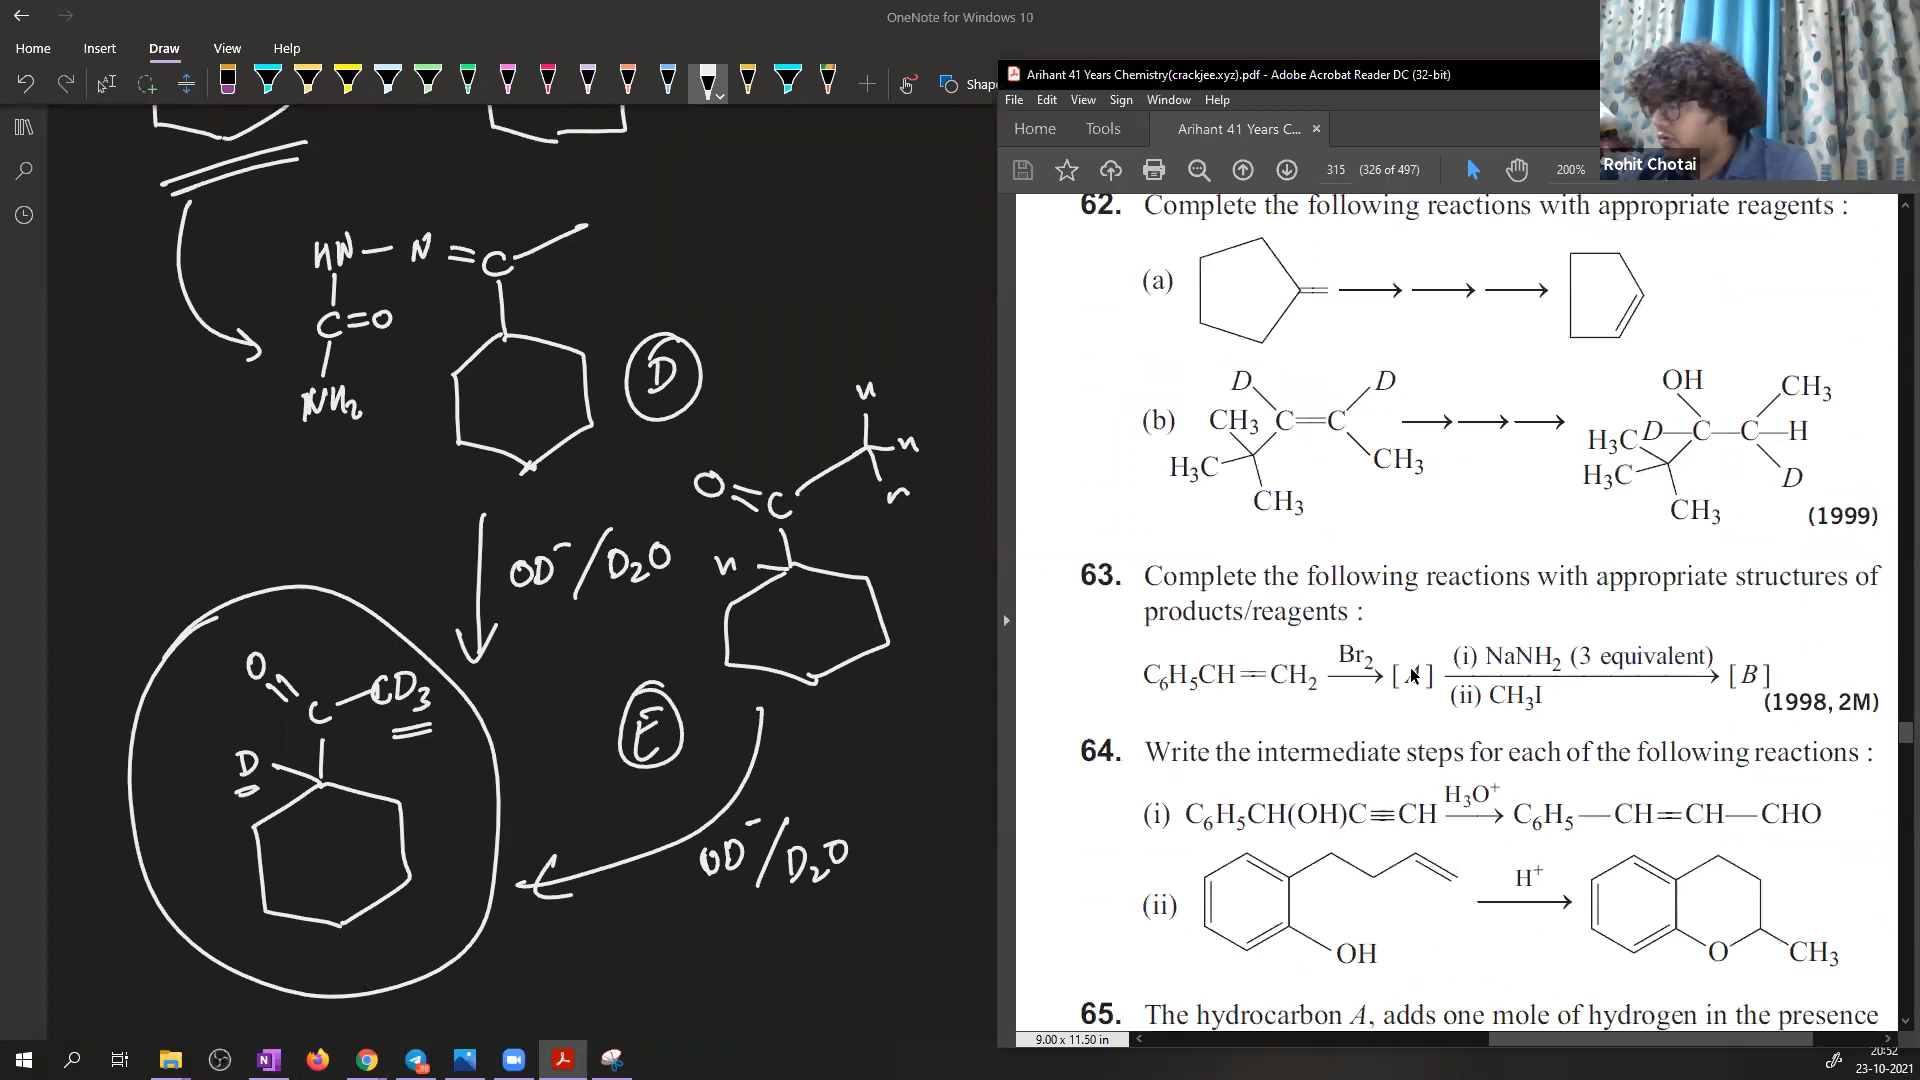 OneNote for Windows 10
Home Insert Draw View Help
Shape
HN — N = C
C=O
NH₂
D
OD⁻/D₂O
O=C
H
H
H
H
E
OD⁻/D₂O
O
C
CD₃
D
Arihant 41 Years Chemistry(crackjee.xyz).pdf - Adobe Acrobat Reader DC (32-bit)
File Edit View Sign Window Help
Home Tools Arihant 41 Years C... ×
315 (326 of 497) 200%
Rohit Chotai
62. Complete the following reactions with appropriate reagents :
(a)
(b) D D
CH₃ C=C
H₃C CH₃
CH₃
OH CH₃
H₃C D—C—C—H
H₃C D
CH₃
(1999)
63. Complete the following reactions with appropriate structures of
products/reagents :
C₆H₅CH=CH₂ —Br₂→ [A] —(i) NaNH₂ (3 equivalent) (ii) CH₃I→ [B]
(1998, 2M)
64. Write the intermediate steps for each of the following reactions :
(i) C₆H₅CH(OH)C≡CH —H₃O⁺→ C₆H₅—CH=CH—CHO
(ii) OH —H⁺→ O CH₃
65. The hydrocarbon A, adds one mole of hydrogen in the presence
9.00 x 11.50 in
20:52
23-10-2021